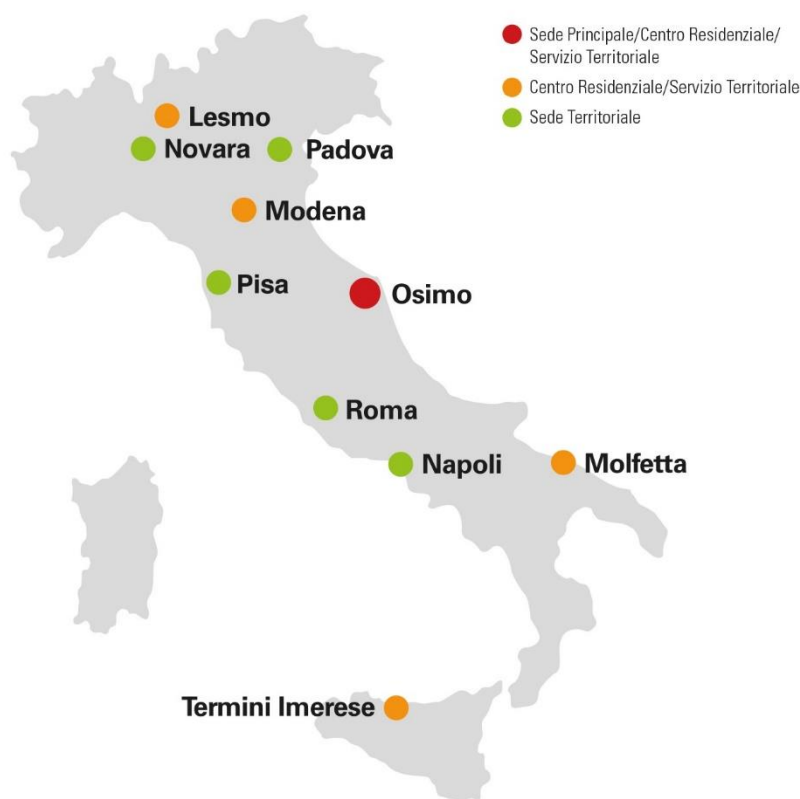 Sede Principale/Centro Residenziale/
Servizio Territoriale
Centro Residenziale/Servizio Territoriale
Sede Territoriale
Lesmo
Novara
Padova
Modena
Pisa
Osimo
Roma
Napoli
Molfetta
Termini Imerese